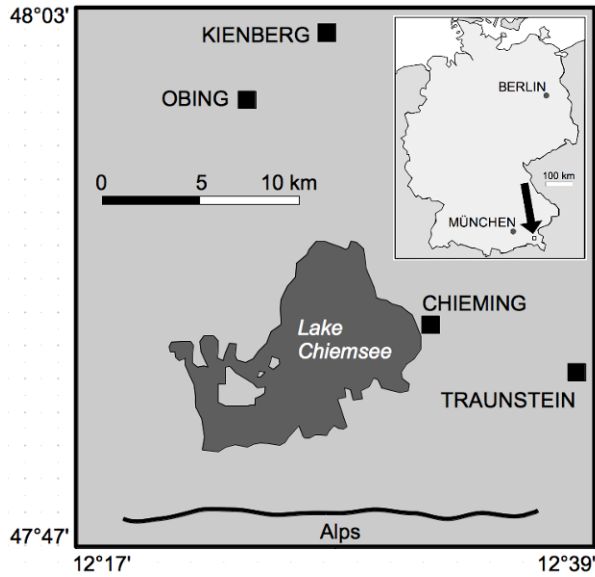 48°03'
KIENBERG
OBING
0 5 10 km
BERLIN
100 km
MÜNCHEN
CHIEMING
Lake
Chiemsee
TRAUNSTEIN
Alps
47°47'
12°17' 12°39'